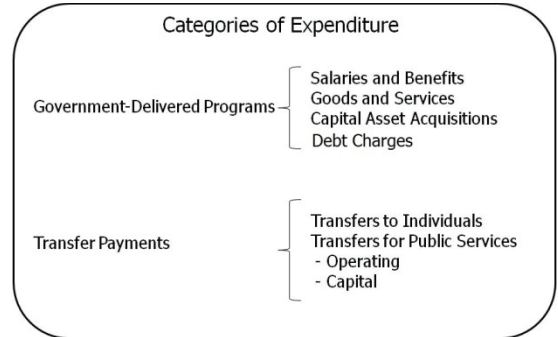 Categories of Expenditure
Government-Delivered Programs
Salaries and Benefits
Goods and Services
Capital Asset Acquisitions
Debt Charges
Transfer Payments
Transfers to Individuals
Transfers for Public Services
- Operating
- Capital